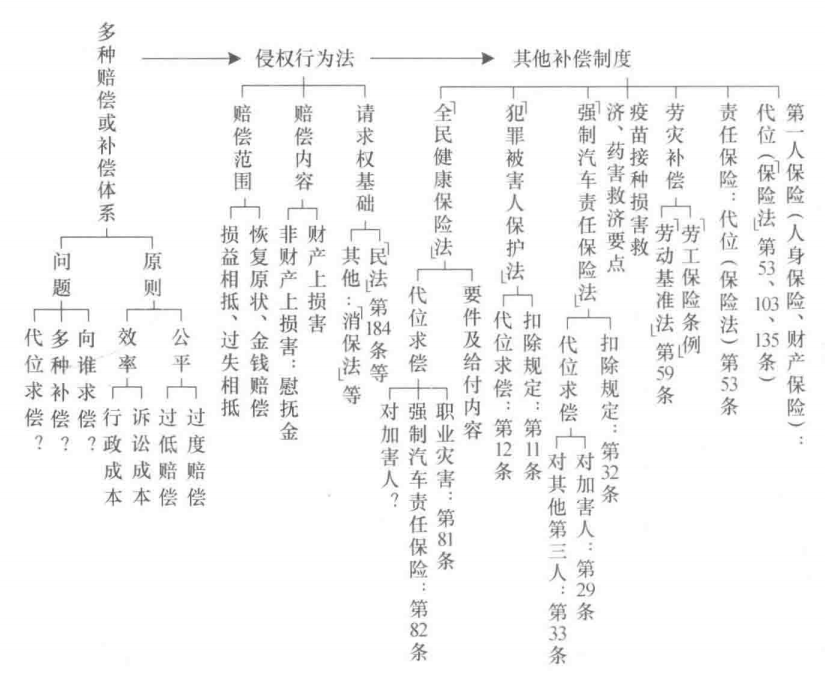 多种赔偿或补偿体系
侵权行为法
其他补偿制度
问题
原则
代位求偿？
多种补偿？
向谁求偿？
效率
公平
行政成本
诉讼成本
过低赔偿
过度赔偿
赔偿范围
赔偿内容
请求权基础
损益相抵、过失相抵
恢复原状、金钱赔偿
非财产上损害：慰抚金
财产上损害
其他：「消保法」等
「民法」第184条等
「全民健康保险法」
代位求偿
要件及给付内容
对加害人？
强制汽车责任保险：第82条
职业灾害：第81条
「犯罪被害人保护法」
代位求偿：第12条
扣除规定：第11条
「强制汽车责任保险法」
代位求偿
扣除规定：第32条
对其他第三人：第33条
对加害人：第29条
疫苗接种损害救
济、药害救济要点
劳灾补偿
「劳动基准法」第59条
「劳工保险条例」
责任保险：代位（保险法）第53条
第一人保险（人身保险、财产保险）：
代位（「保险法」第53、103、135条）